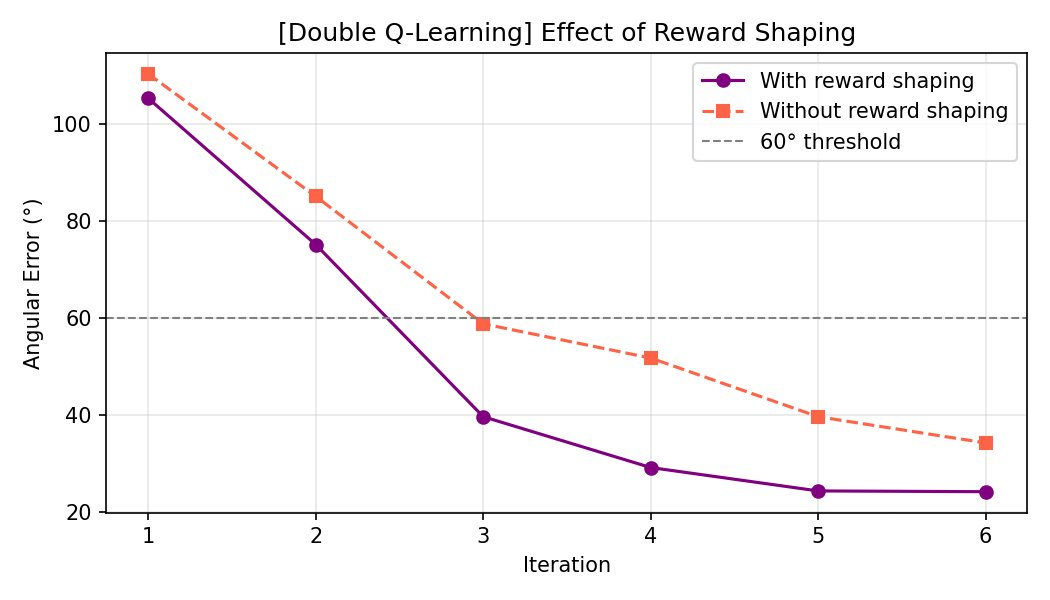 [Double Q-Learning] Effect of Reward Shaping
With reward shaping
Without reward shaping
60° threshold
Angular Error (°)
100
80
60
40
20
1 2 3 4 5 6
Iteration